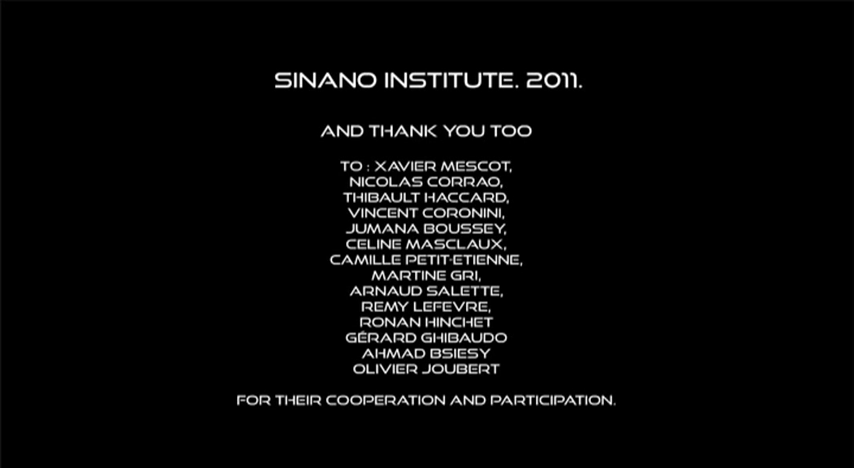 SINANO INSTITUTE. 2011.
AND THANK YOU TOO
TO : XAVIER MESCOT,
NICOLAS CORRAO,
THIBAULT HACCARD,
VINCENT CORONINI,
JUMANA BOUSSEY,
CELINE MASCLAUX,
CAMILLE PETIT-ETIENNE,
MARTINE GRI,
ARNAUD SALETTE,
REMY LEFEVRE,
RONAN HINCHET
GÉRARD GHIBAUDO
AHMAD BSIESY
OLIVIER JOUBERT
FOR THEIR COOPERATION AND PARTICIPATION.